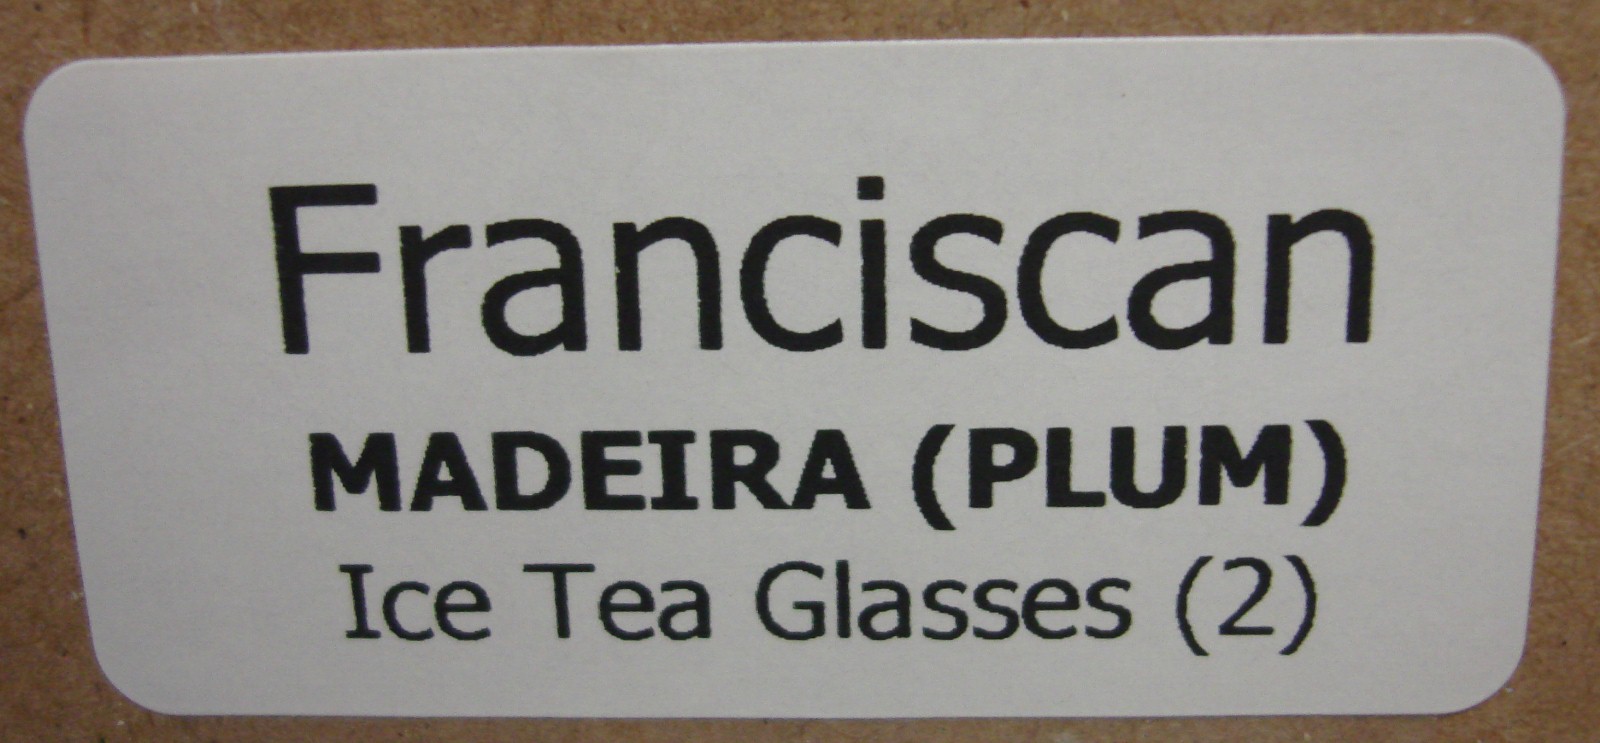 Franciscan
MADEIRA (PLUM)
Ice Tea Glasses (2)